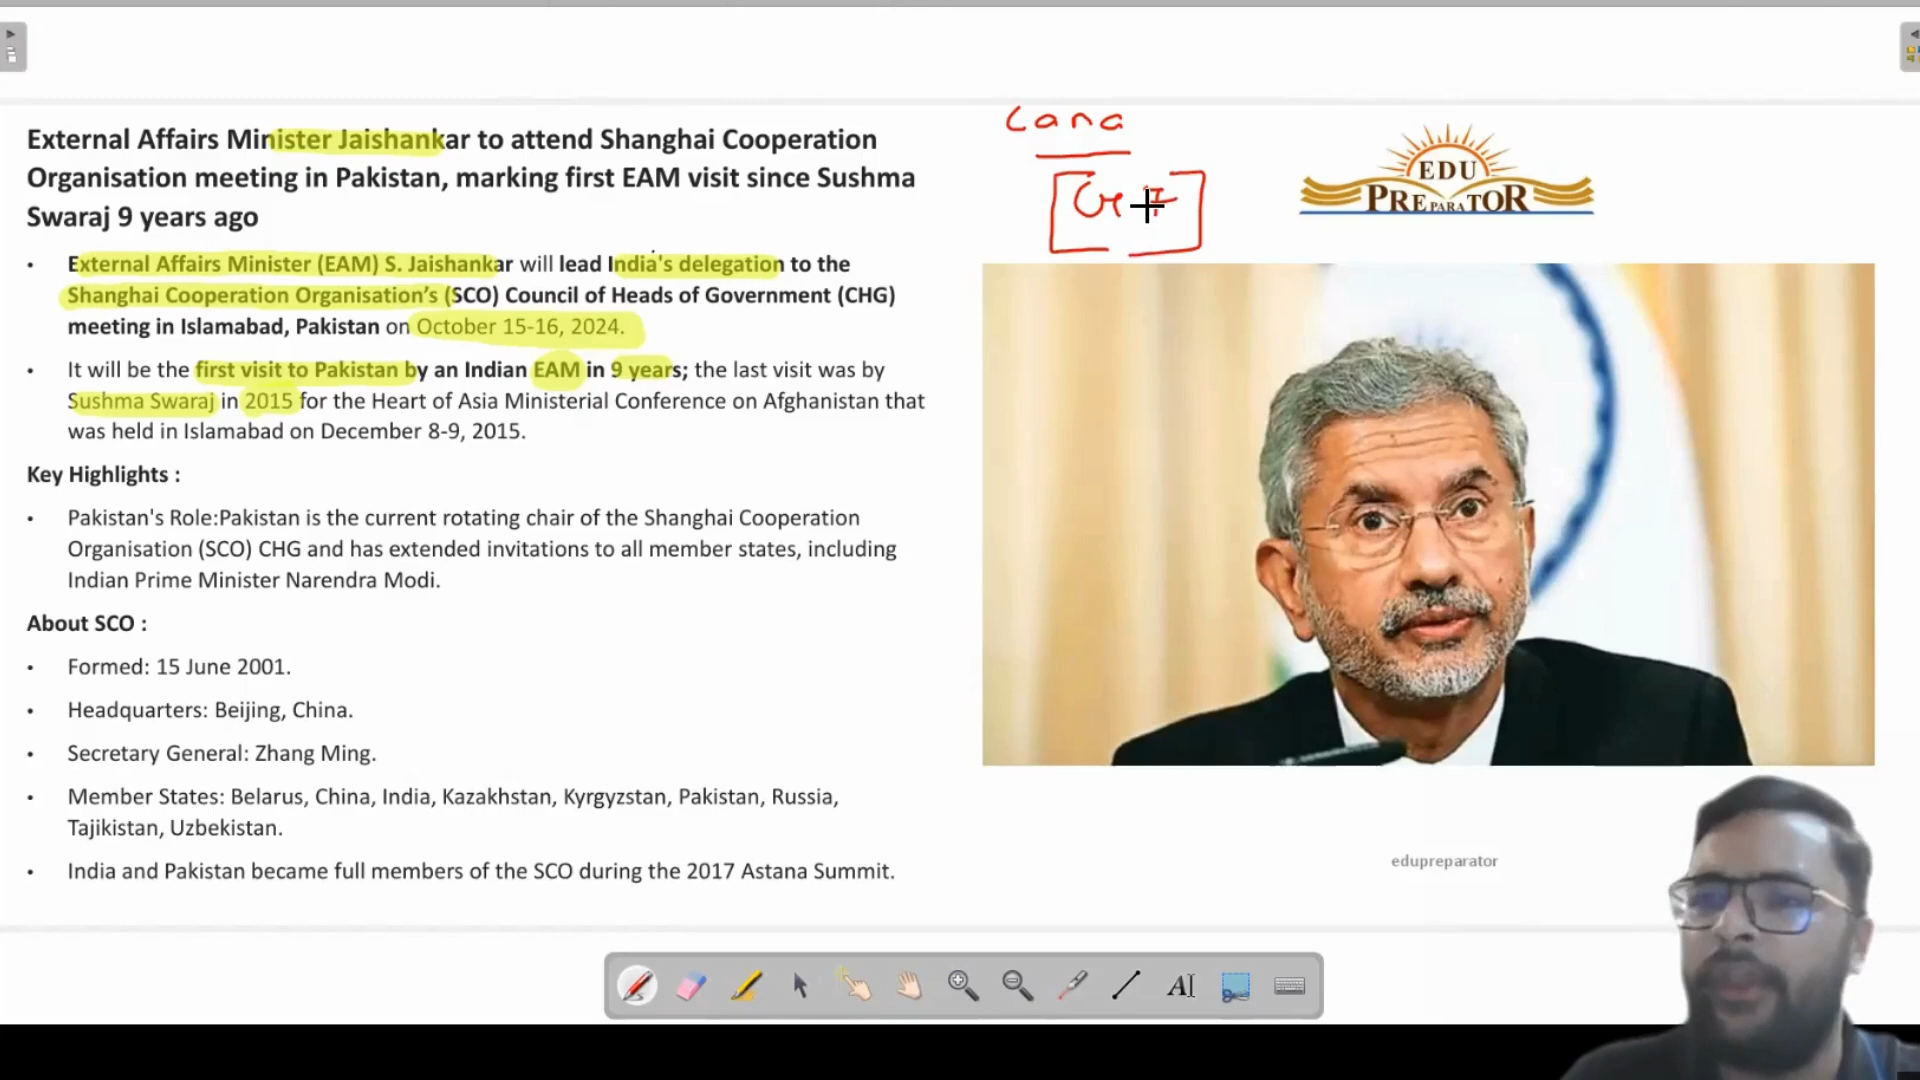 External Affairs Minister Jaishankar to attend Shanghai Cooperation
Organisation meeting in Pakistan, marking first EAM visit since Sushma
Swaraj 9 years ago
• External Affairs Minister (EAM) S. Jaishankar will lead India's delegation to the
Shanghai Cooperation Organisation’s (SCO) Council of Heads of Government (CHG)
meeting in Islamabad, Pakistan on October 15-16, 2024.
• It will be the first visit to Pakistan by an Indian EAM in 9 years; the last visit was by
Sushma Swaraj in 2015 for the Heart of Asia Ministerial Conference on Afghanistan that
was held in Islamabad on December 8-9, 2015.
Key Highlights :
• Pakistan's Role:Pakistan is the current rotating chair of the Shanghai Cooperation
Organisation (SCO) CHG and has extended invitations to all member states, including
Indian Prime Minister Narendra Modi.
About SCO :
• Formed: 15 June 2001.
• Headquarters: Beijing, China.
• Secretary General: Zhang Ming.
• Member States: Belarus, China, India, Kazakhstan, Kyrgyzstan, Pakistan, Russia,
Tajikistan, Uzbekistan.
• India and Pakistan became full members of the SCO during the 2017 Astana Summit.
Cana
EDU
PREPARATOR
edupreparator
AI